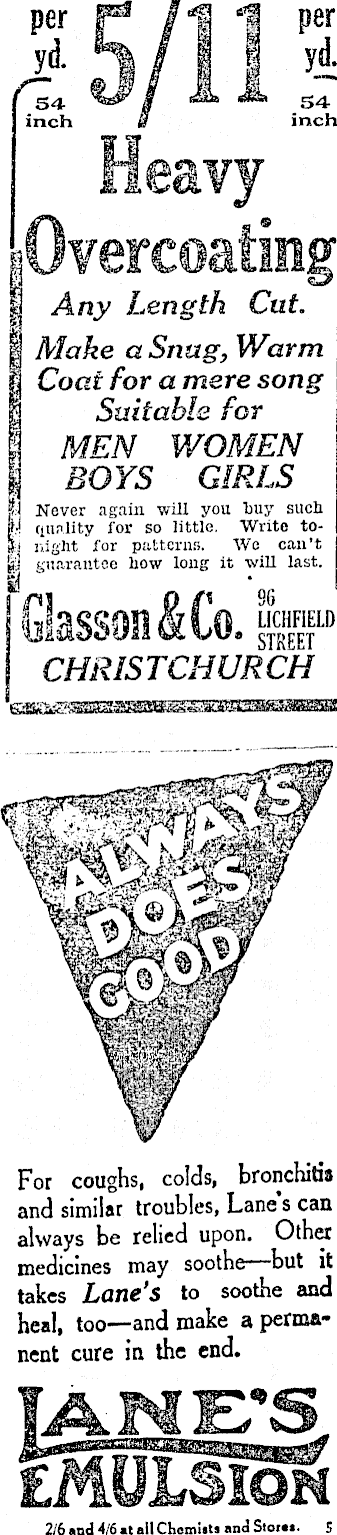 per 5/11 per
yd. yd.
54 54
inch inch
Heavy
Overcoating
Any Length Cut.
Make a Snug, Warm
Coat for a mere song
Suitable for
MEN WOMEN
BOYS GIRLS
Never again will you buy such
quality for so little. Write to-
night for patterns. We can't
guarantee how long it will last.
Glasson & Co. 96
LICHFIELD
STREET
CHRISTCHURCH
ALWAYS
DOES
GOOD
For coughs, colds, bronchitis
and similar troubles, Lane's can
always be relied upon. Other
medicines may soothe—but it
takes Lane's to soothe and
heal, too—and make a perma-
nent cure in the end.
LANE'S
EMULSION
2/6 and 4/6 at all Chemists and Stores. 5